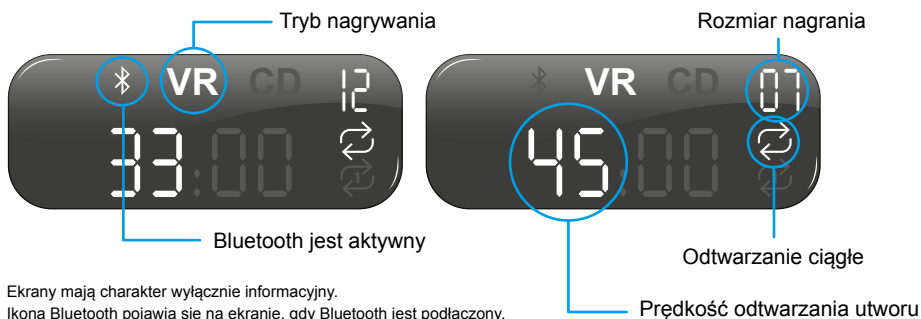 Tryb nagrywania
Rozmiar nagrania
VR CD 12
33:00
1
VR CD 07
45:00
Bluetooth jest aktywny
Odtwarzanie ciągłe
Prędkość odtwarzania utworu
Ekrany mają charakter wyłącznie informacyjny.
Ikona Bluetooth pojawia się na ekranie, gdy Bluetooth jest podłączony.